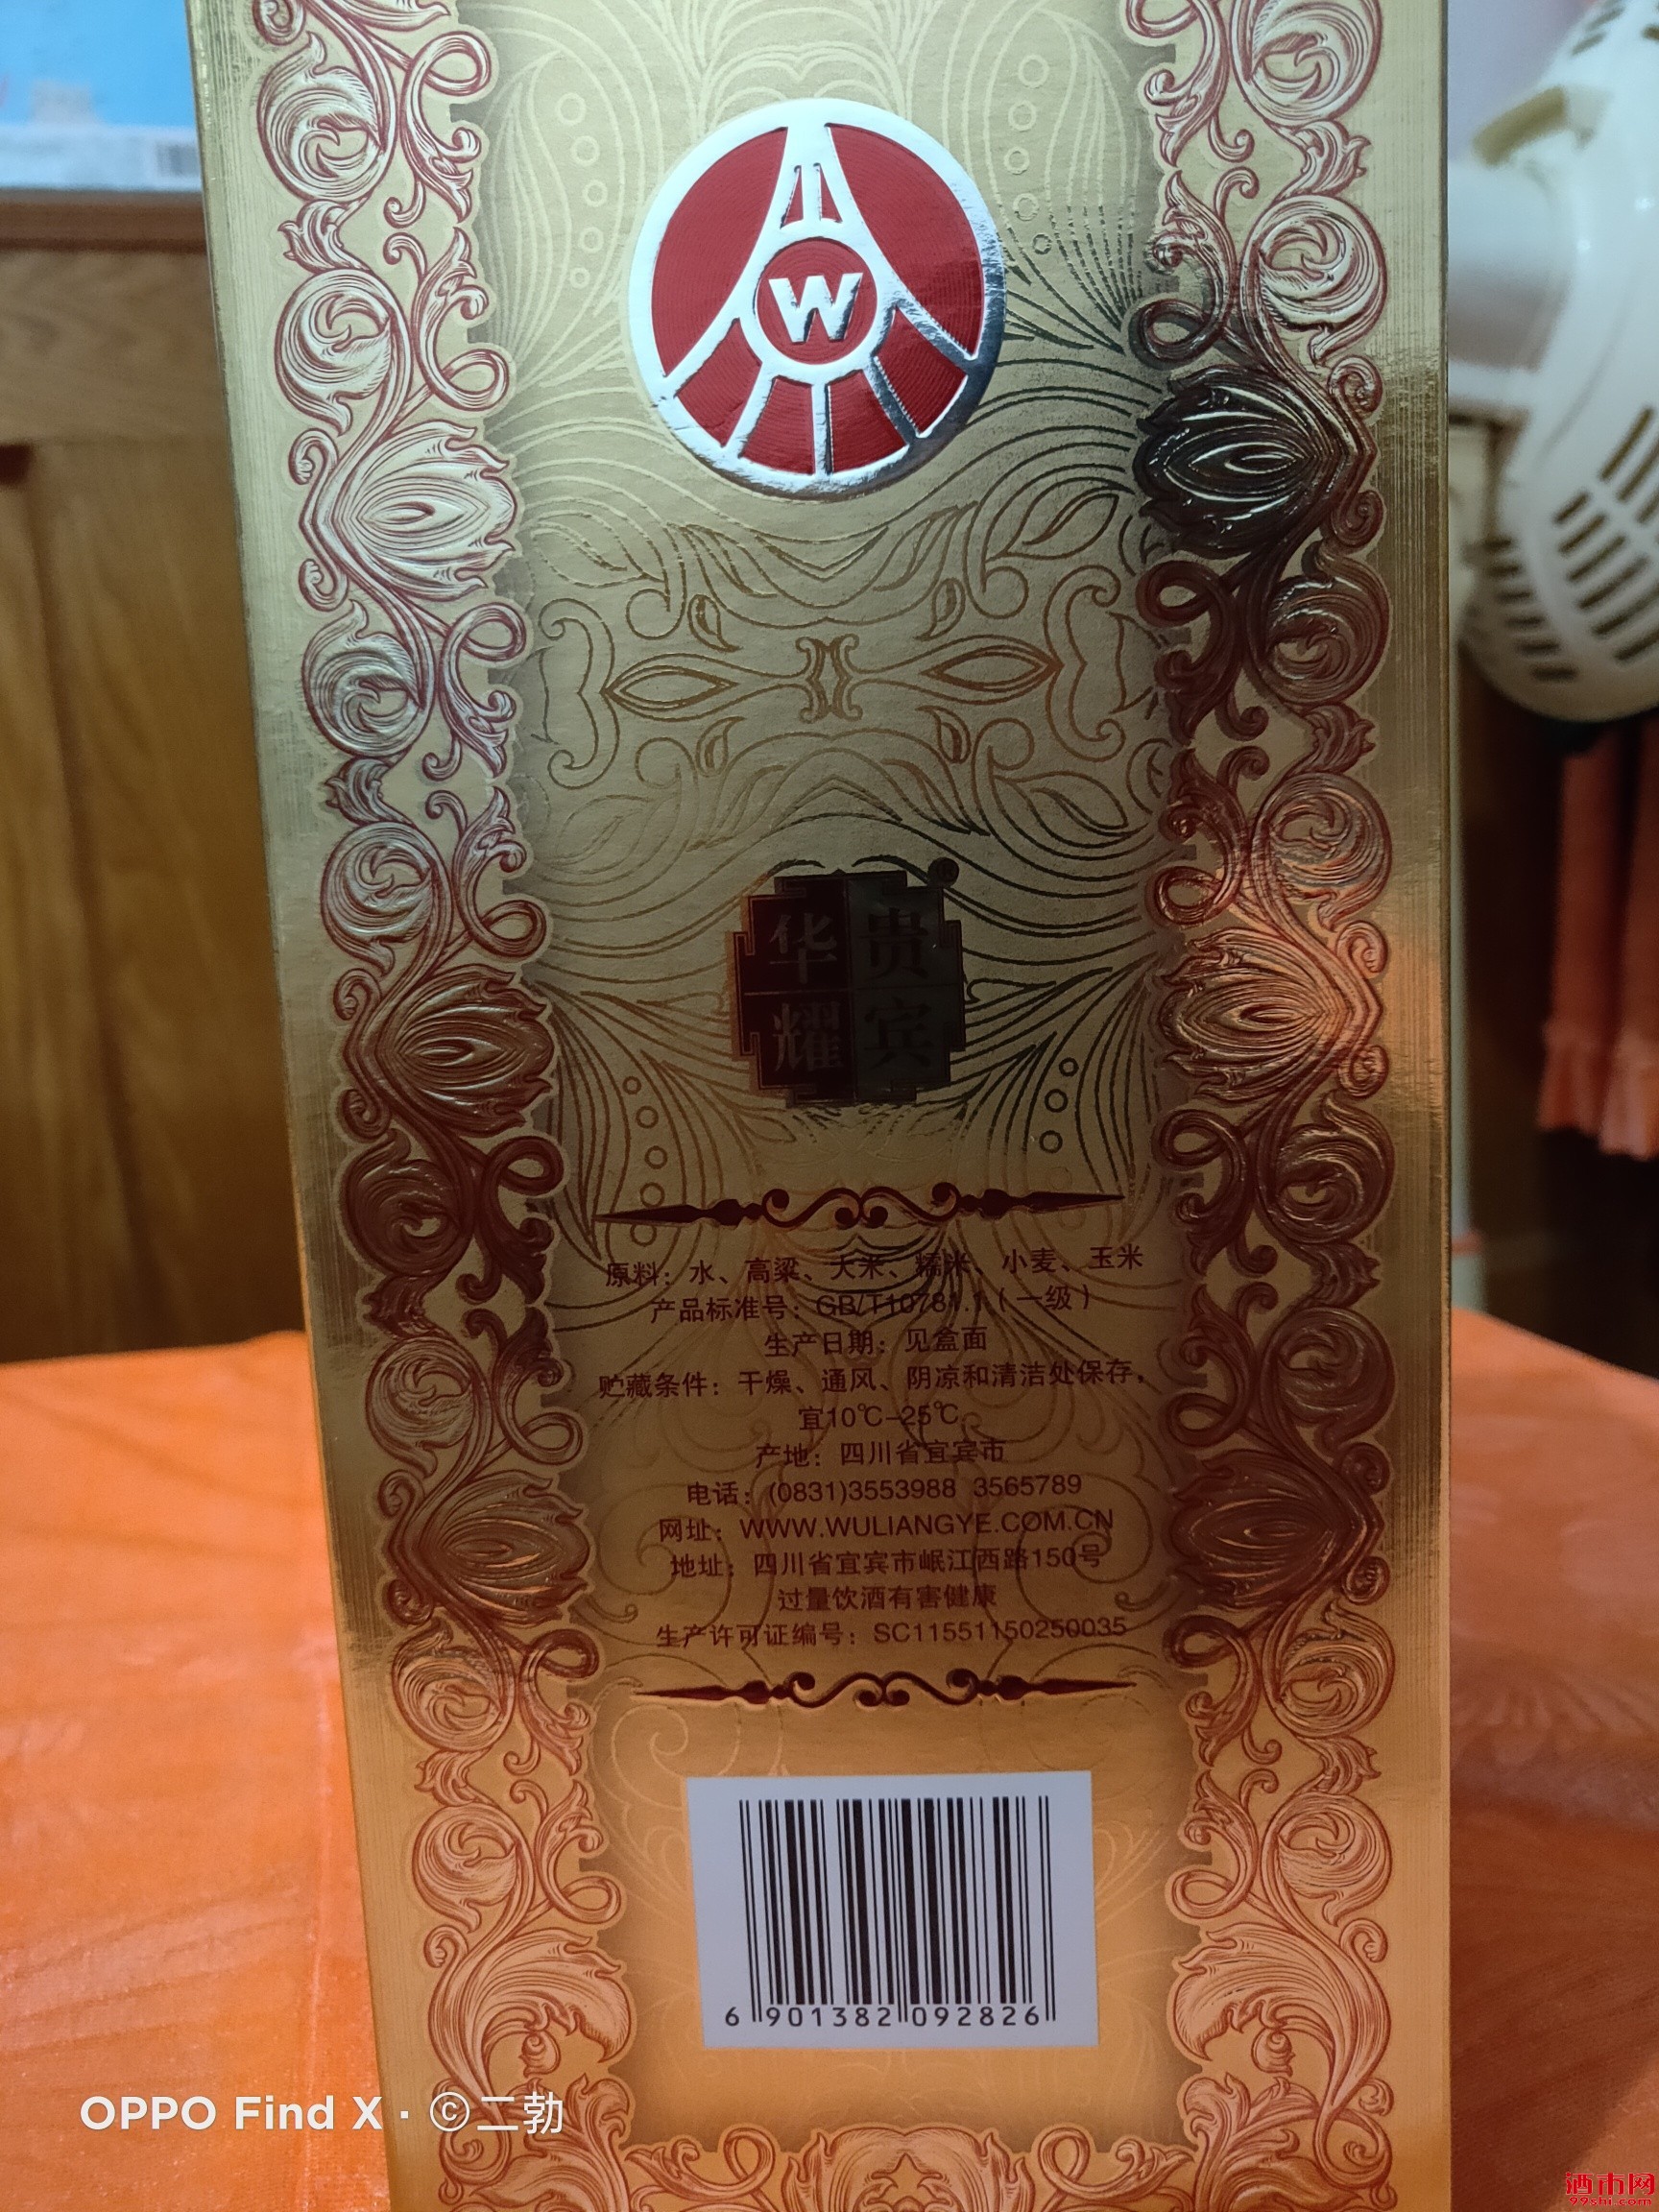 W
华贵
耀宾
®
原料：水、高粱、大米、糯米、小麦、玉米
产品标准号：GB/T10781.1（一级）
生产日期：见盒面
贮藏条件：干燥、通风、阴凉和清洁处保存，
宜10℃-25℃。
产地：四川省宜宾市
电话：(0831)3553988 3565789
网址：WWW.WULIANGYE.COM.CN
地址：四川省宜宾市岷江西路150号
过量饮酒有害健康
生产许可证编号：SC11551150250035
6 901382 092826
OPPO Find X · ©二勃
酒市网
99shi.com